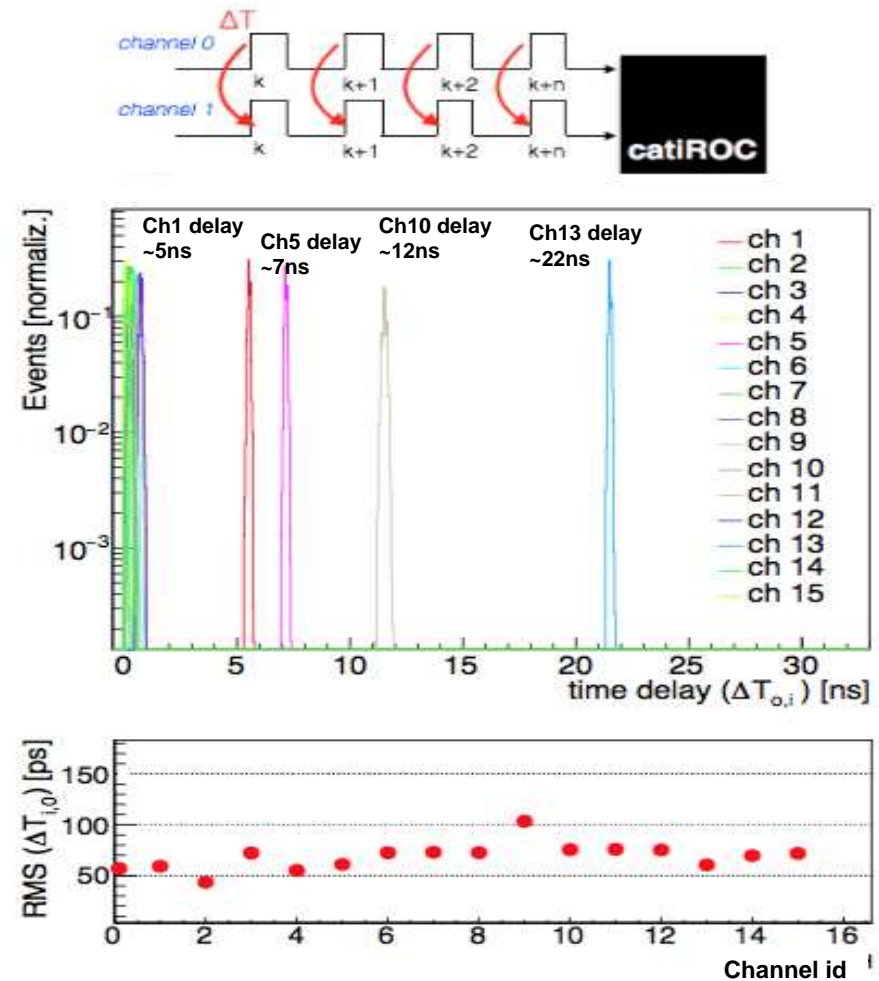 ΔT
channel 0
k k+1 k+2 k+n
channel 1
k k+1 k+2 k+n
catiROC
Events [normaliz.]
10⁻¹
10⁻²
10⁻³
Ch1 delay
~5ns
Ch5 delay
~7ns
Ch10 delay
~12ns
Ch13 delay
~22ns
ch 1
ch 2
ch 3
ch 4
ch 5
ch 6
ch 7
ch 8
ch 9
ch 10
ch 11
ch 12
ch 13
ch 14
ch 15
0 5 10 15 20 25 30
time delay (ΔT₀,ᵢ) [ns]
RMS (ΔTᵢ,₀) [ps]
150
100
50
0 2 4 6 8 10 12 14 16
Channel id